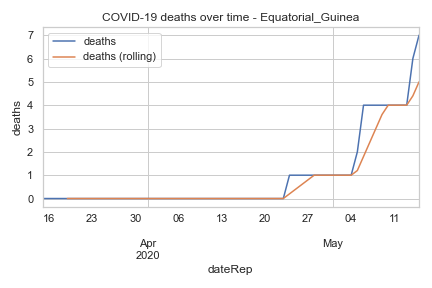 COVID-19 deaths over time - Equatorial_Guinea
deaths
deaths (rolling)
deaths
7
6
5
4
3
2
1
0
16 23 30 06 13 20 27 04 11
Apr May
2020
dateRep